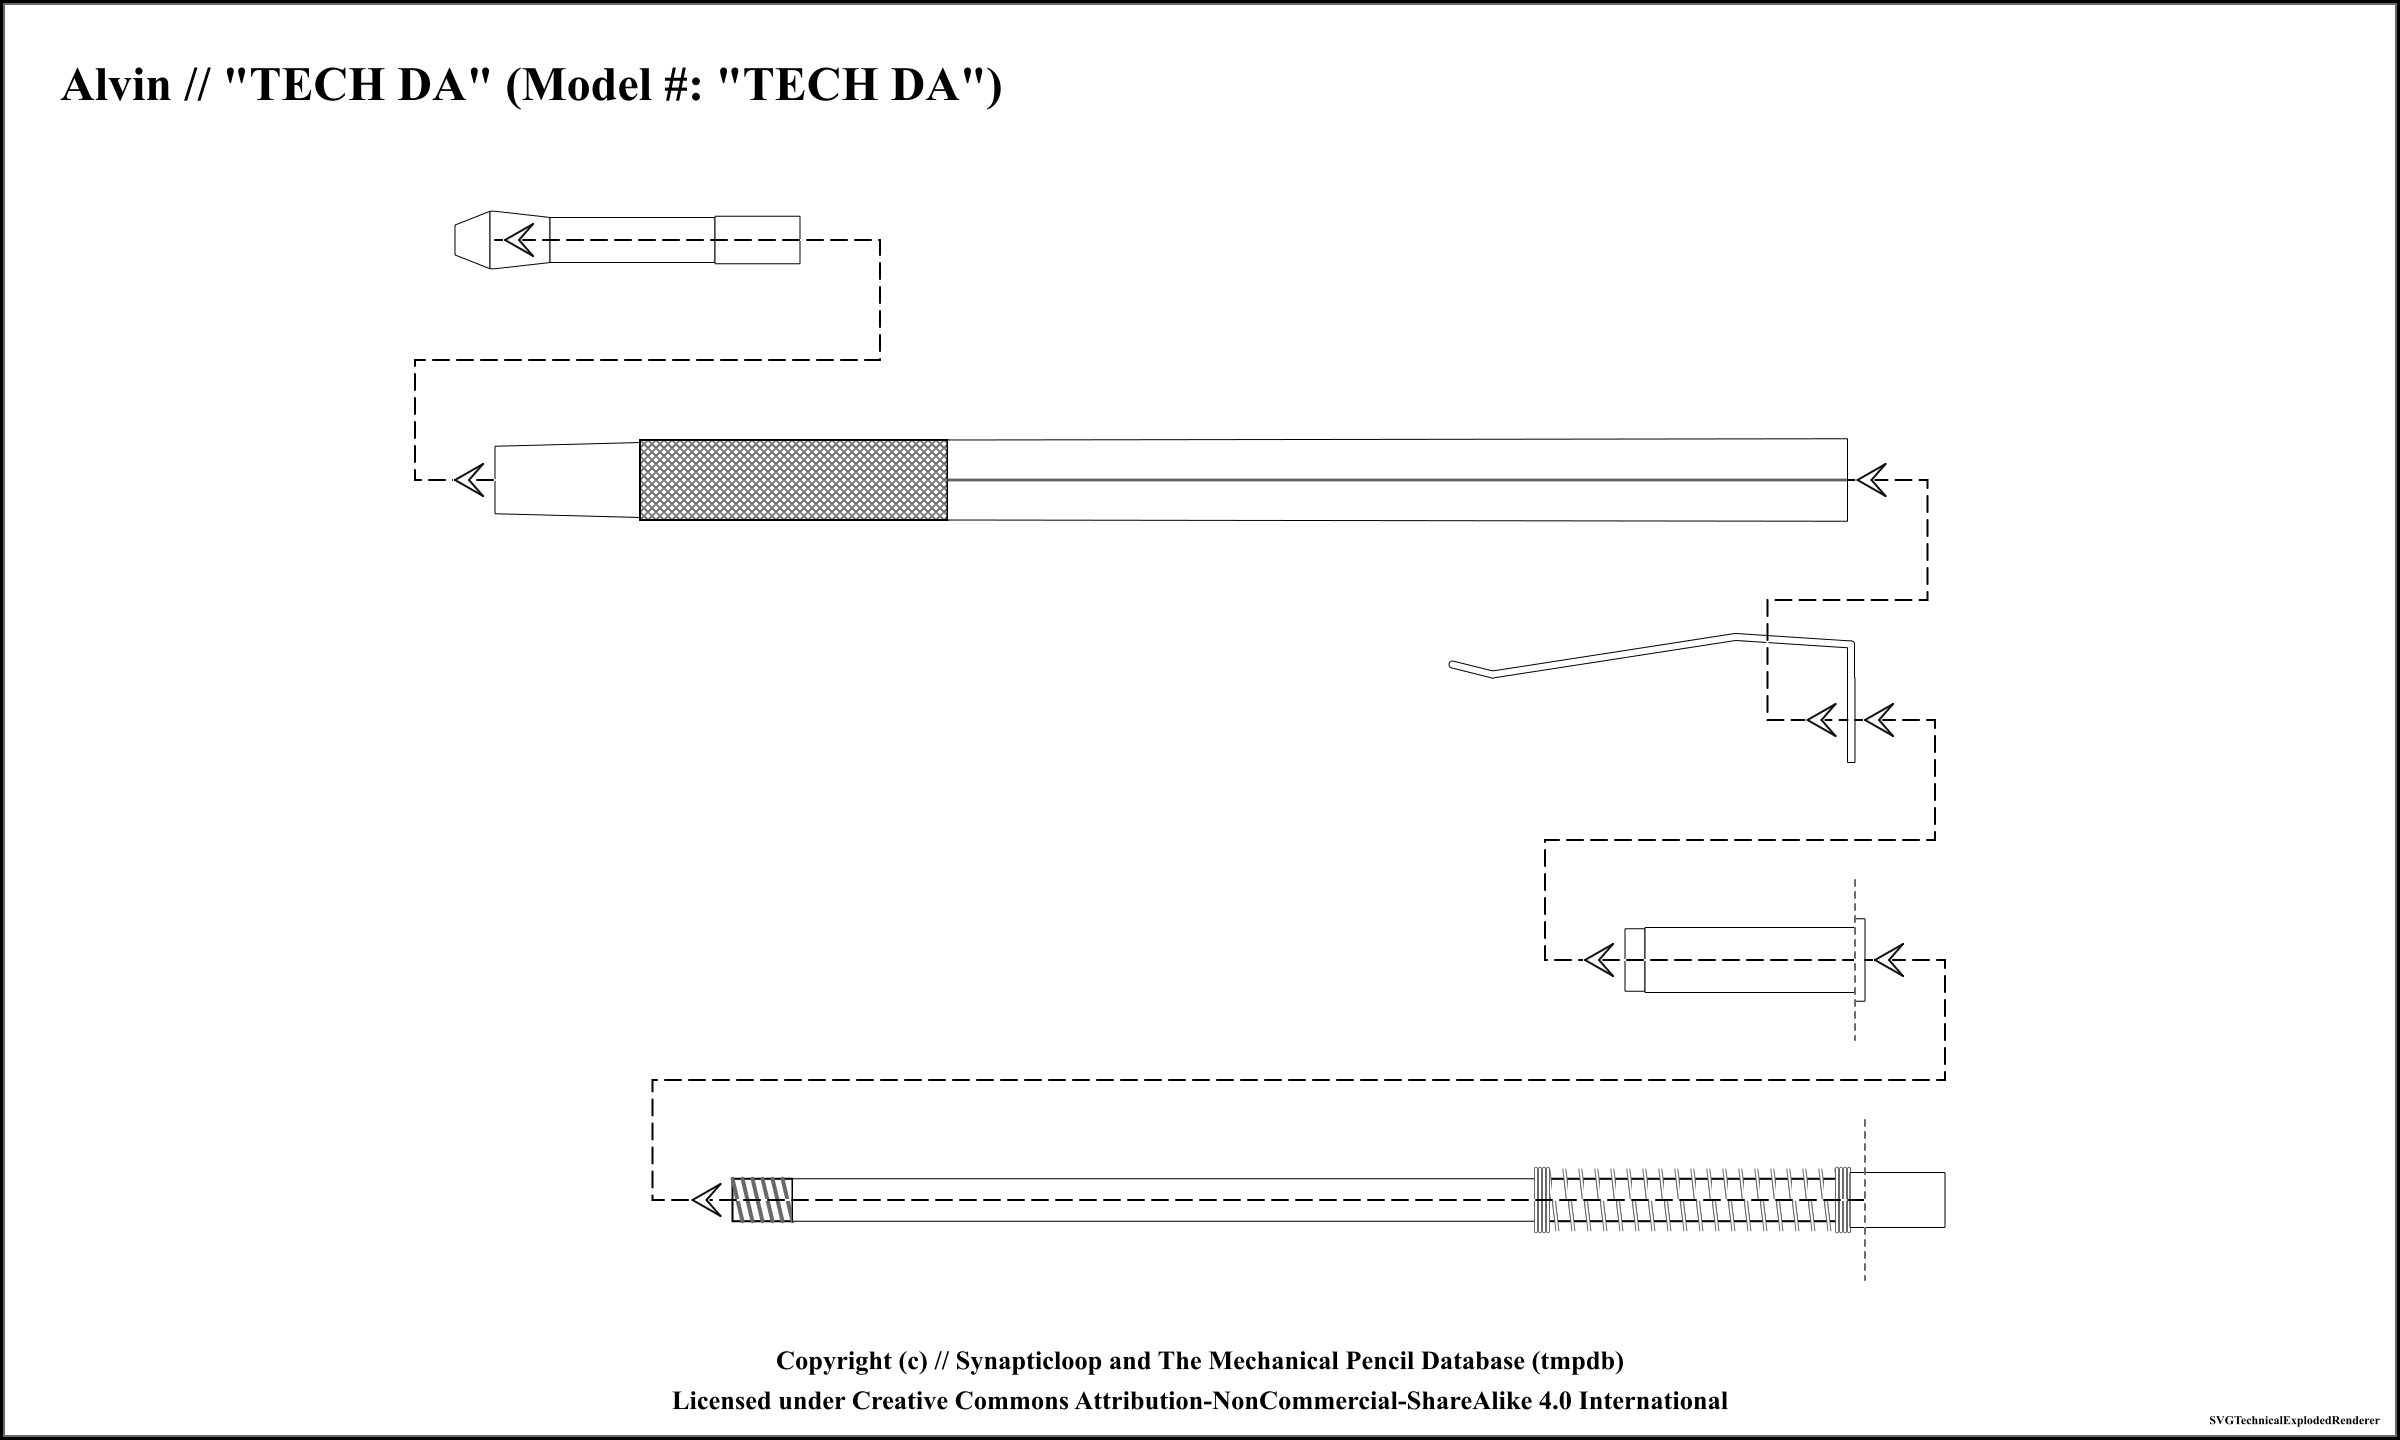 Alvin // "TECH DA" (Model #: "TECH DA")
Copyright (c) // Synapticloop and The Mechanical Pencil Database (tmpdb)
Licensed under Creative Commons Attribution-NonCommercial-ShareAlike 4.0 International
SVGTechnicalExplodedRenderer